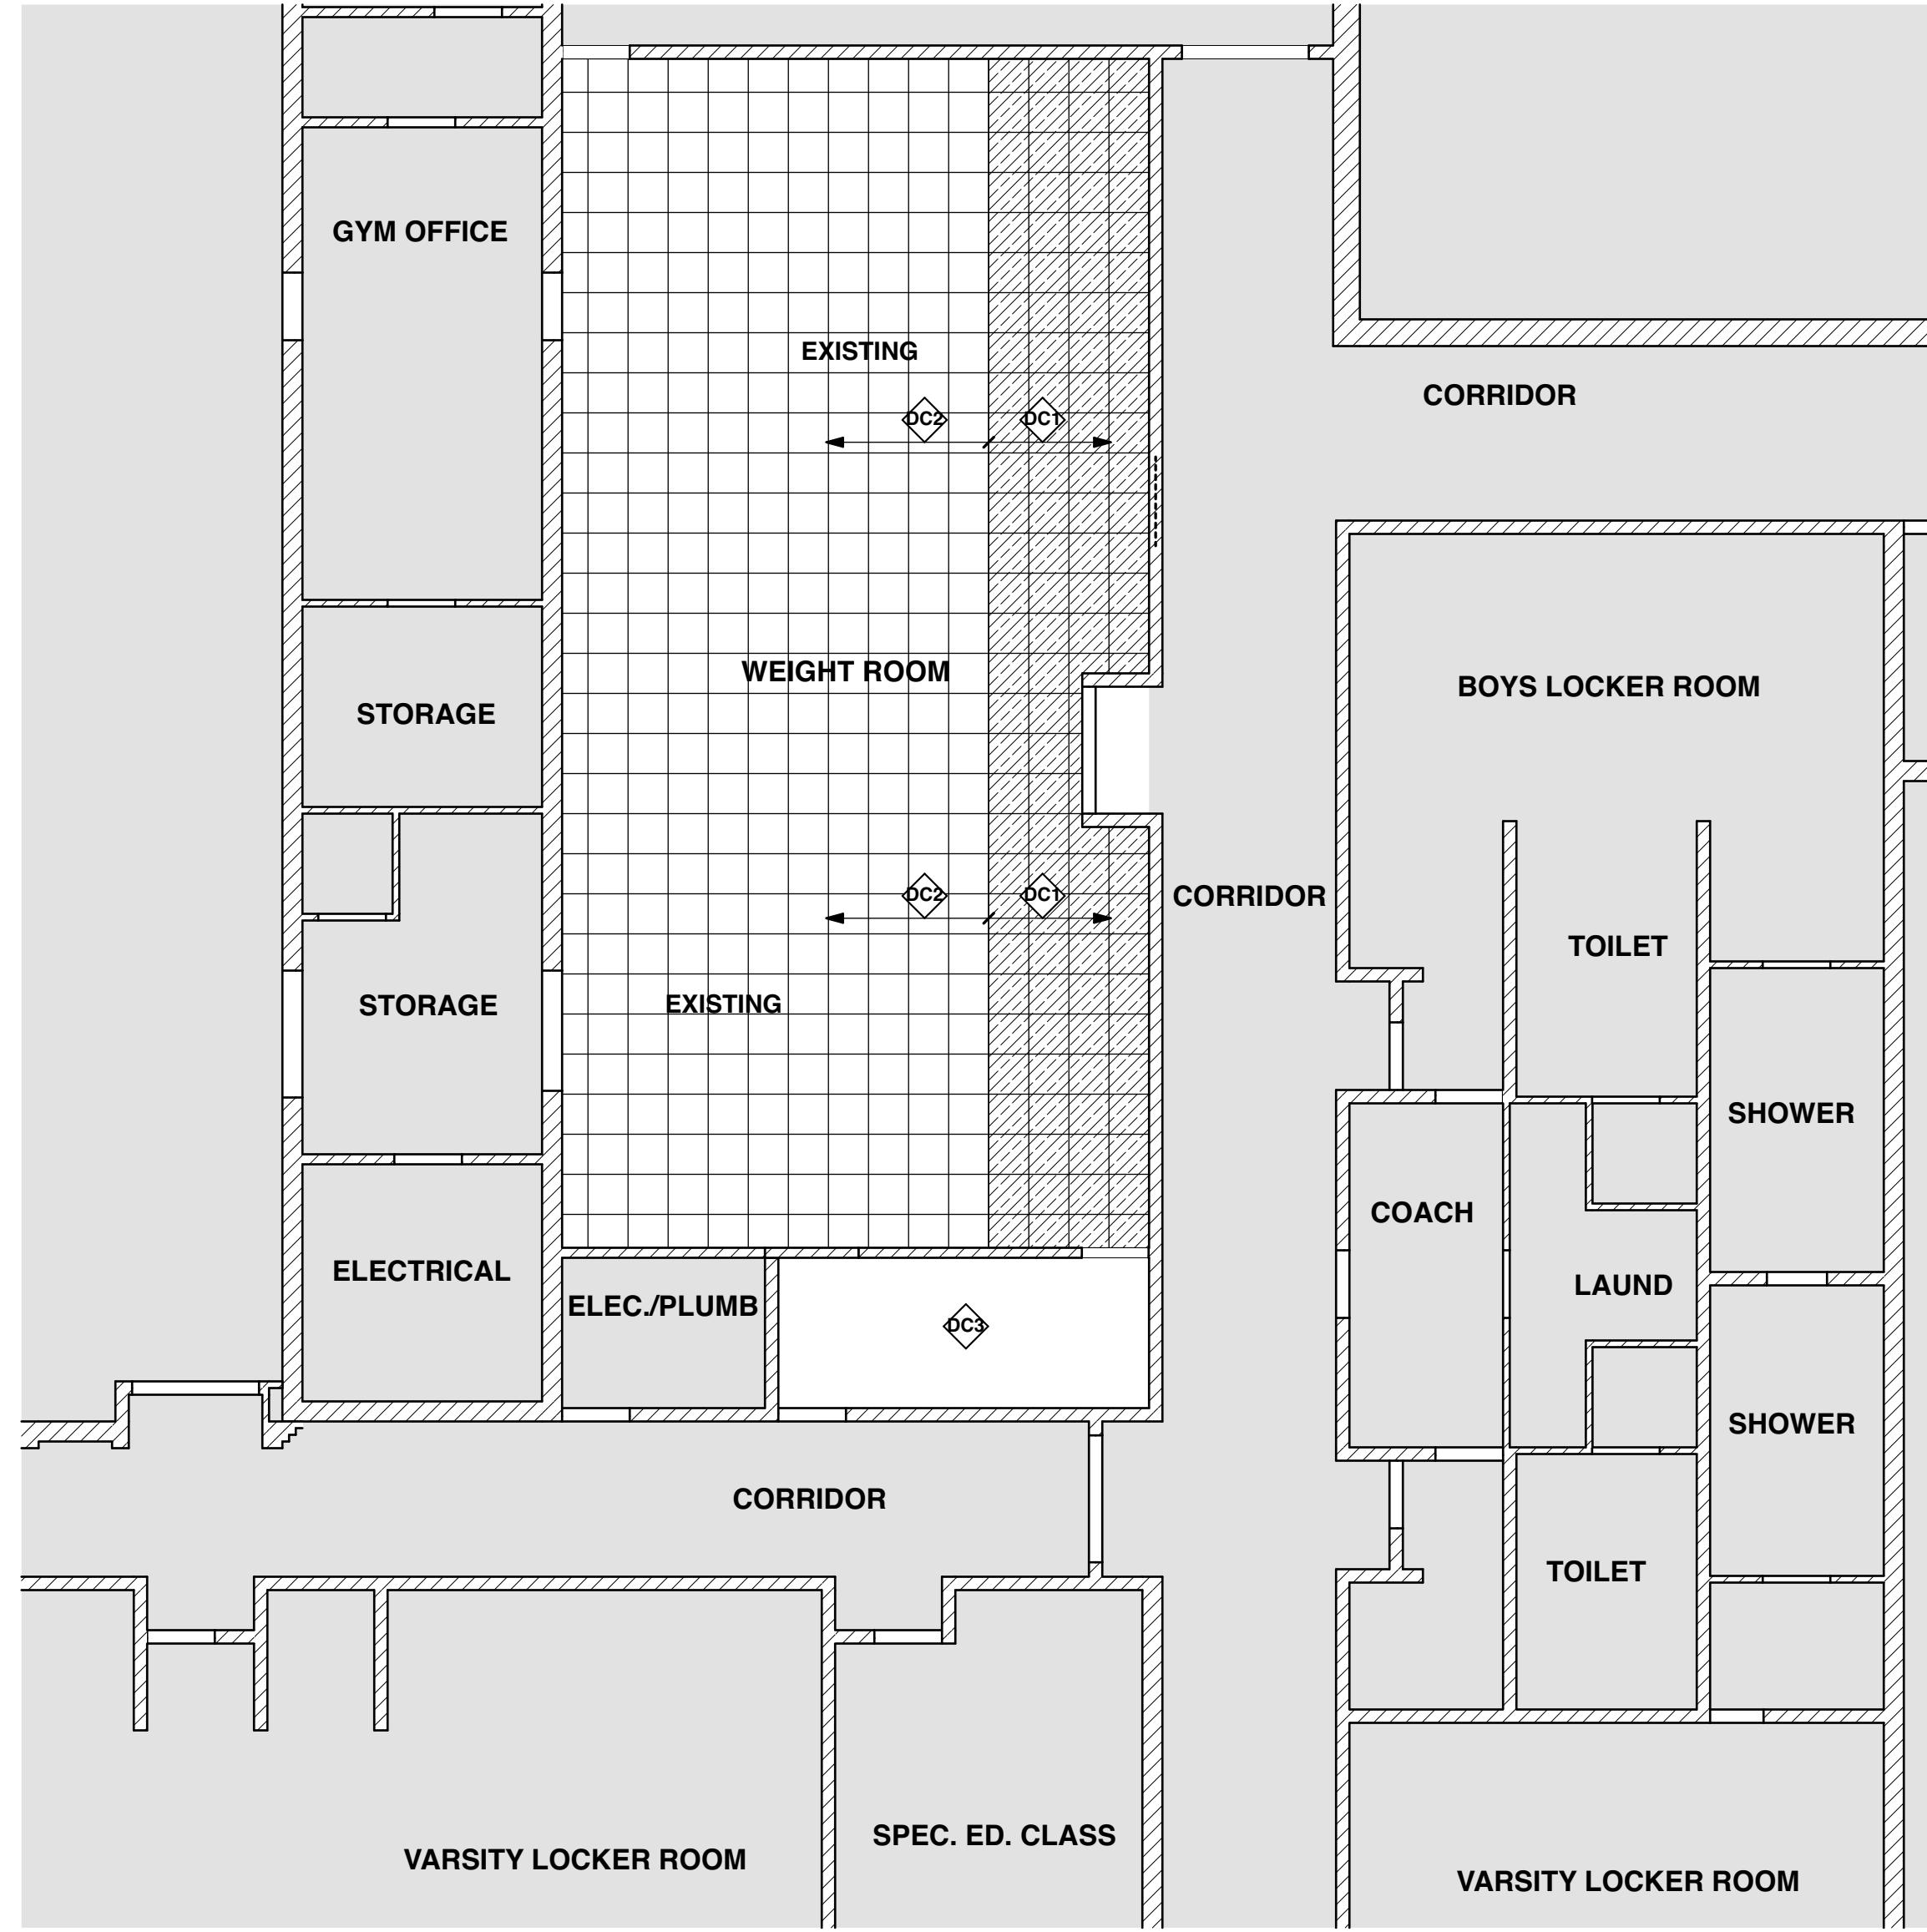 GYM OFFICE
EXISTING
CORRIDOR
DC2
DC1
WEIGHT ROOM
BOYS LOCKER ROOM
STORAGE
DC2
DC1
CORRIDOR
TOILET
STORAGE
EXISTING
SHOWER
COACH
ELECTRICAL
LAUND
ELEC./PLUMB
DC3
SHOWER
CORRIDOR
TOILET
SPEC. ED. CLASS
VARSITY LOCKER ROOM
VARSITY LOCKER ROOM